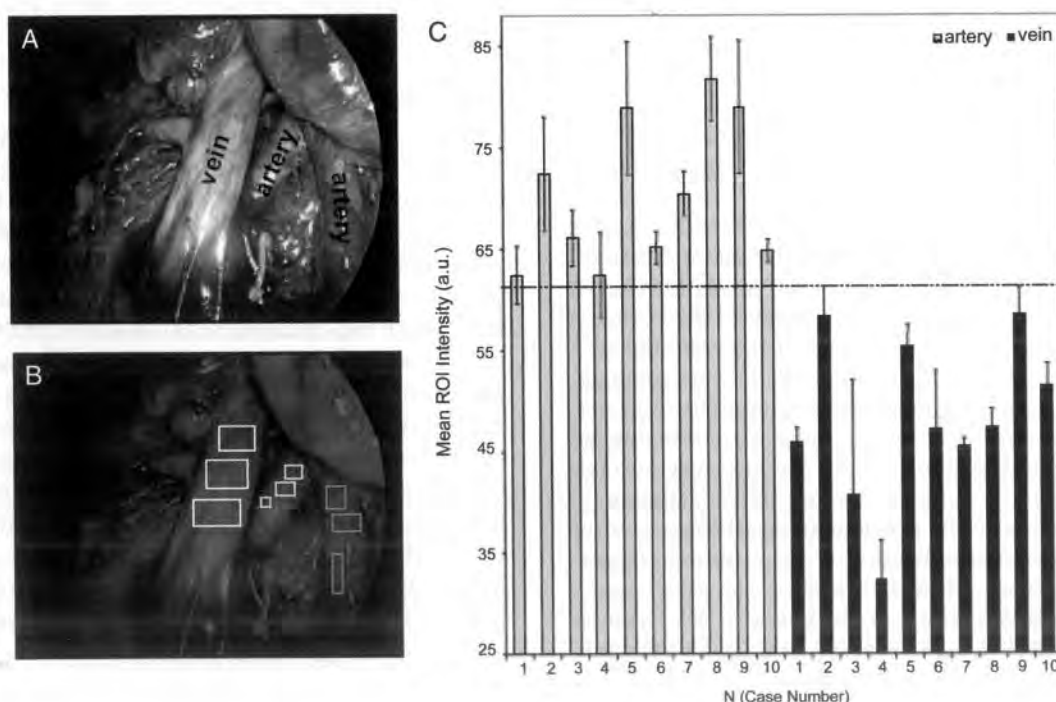 A
vein
artery
artery
B
C
artery vein
Mean ROI Intensity (a.u.)
85
75
65
55
45
35
25
1 2 3 4 5 6 7 8 9 10 1 2 3 4 5 6 7 8 9 10
N (Case Number)